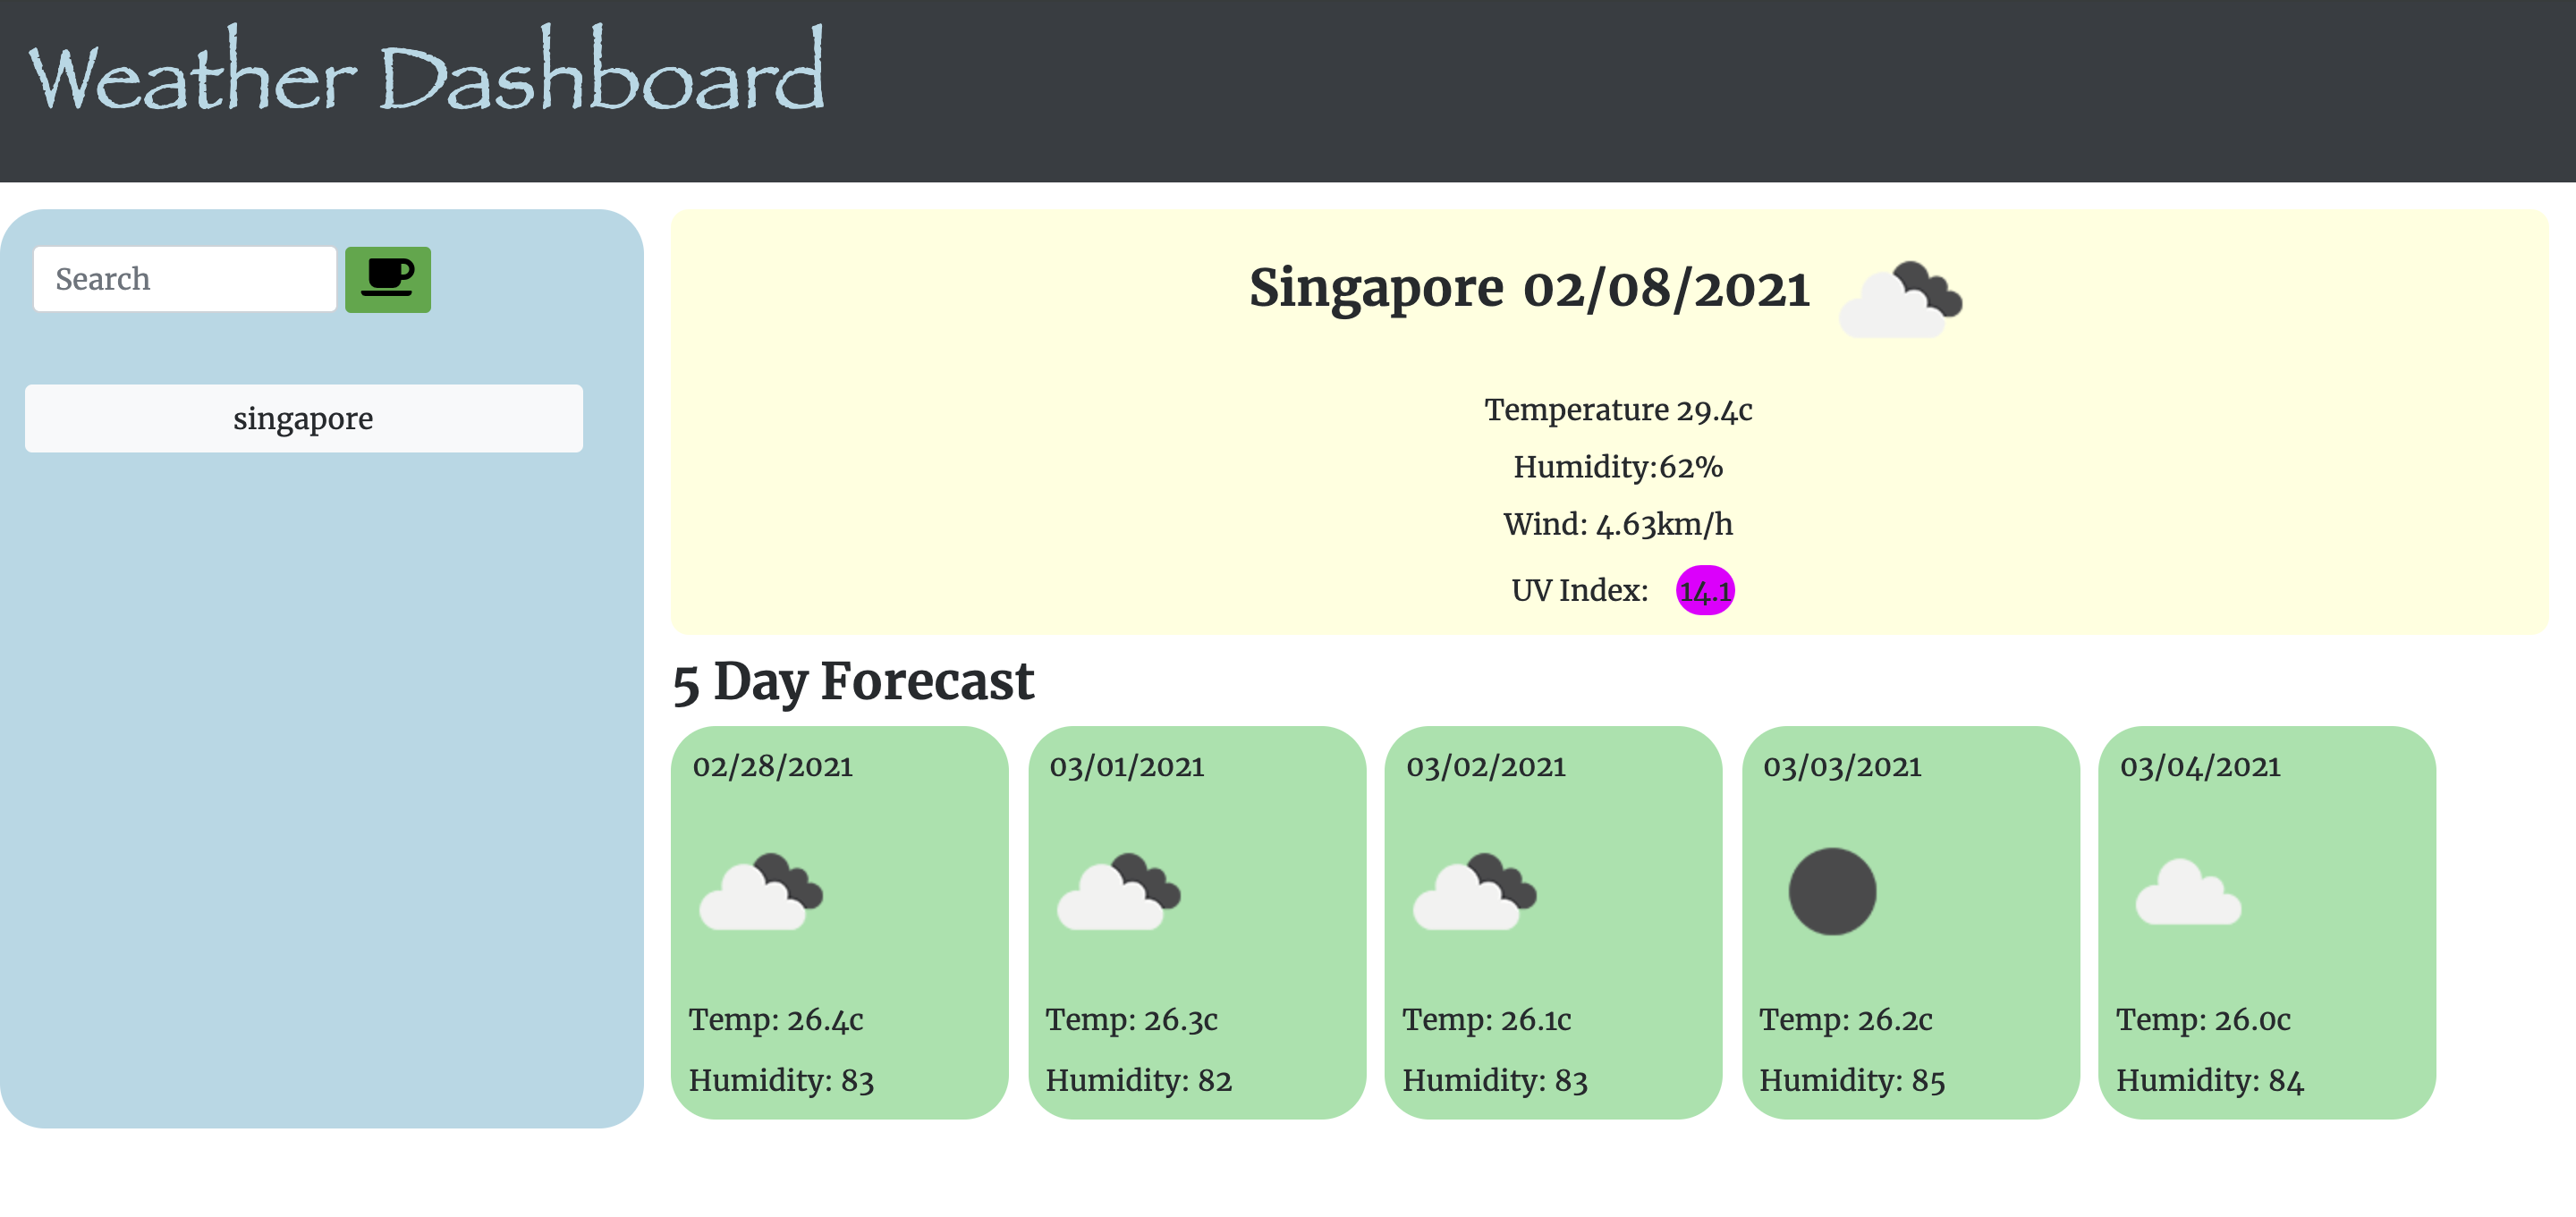 Weather Dashboard
Search
singapore
Singapore 02/08/2021
Temperature 29.4c
Humidity:62%
Wind: 4.63km/h
UV Index: 14.1
5 Day Forecast
02/28/2021
Temp: 26.4c
Humidity: 83
03/01/2021
Temp: 26.3c
Humidity: 82
03/02/2021
Temp: 26.1c
Humidity: 83
03/03/2021
Temp: 26.2c
Humidity: 85
03/04/2021
Temp: 26.0c
Humidity: 84